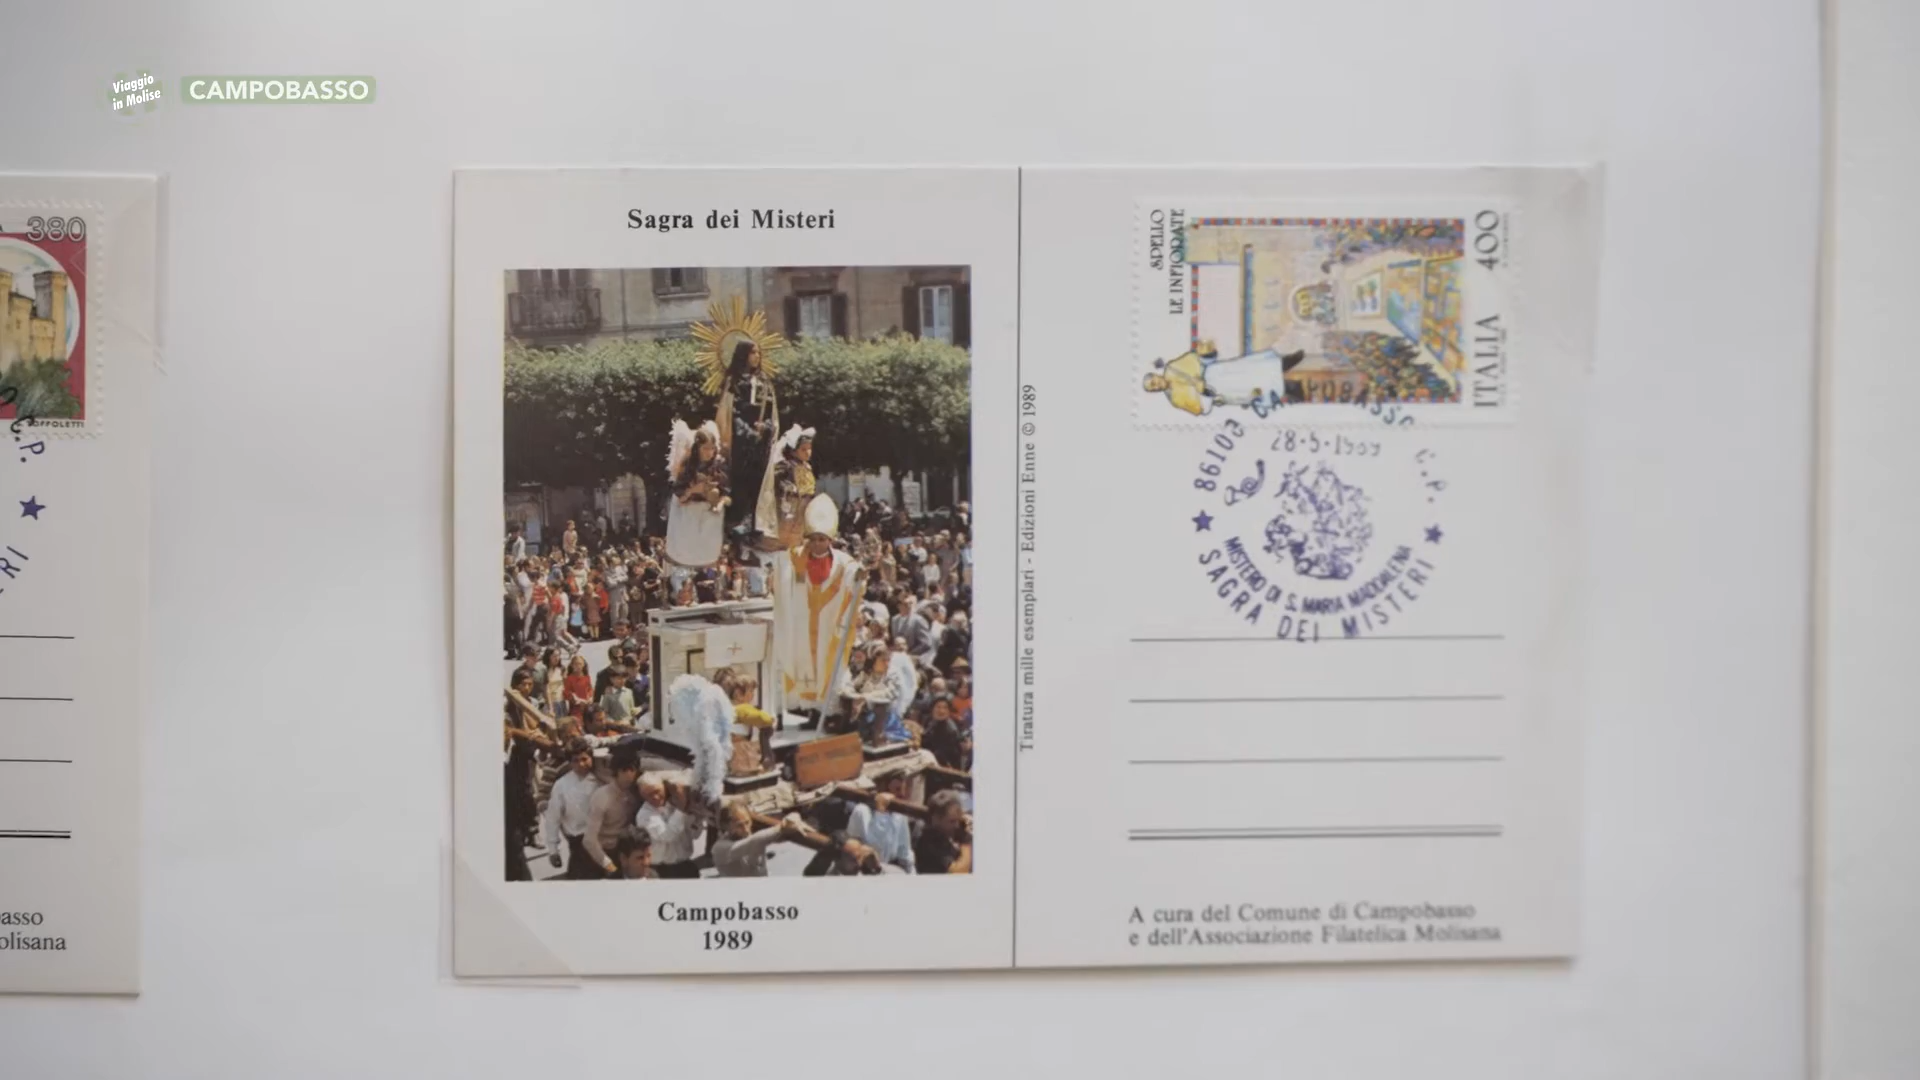 Viaggio
in Molise
CAMPOBASSO
380
TOFFOLETTI
C.P.
asso
olisana
Sagra dei Misteri
Campobasso
1989
Tiratura mille esemplari - Edizioni Enne © 1989
SPELLO
LE INFIORATE
400
ITALIA
86100 CAMPOBASSO C.P.
28-5-1989
MISTERO DI S. MARIA MADDALENA
SAGRA DEI MISTERI
A cura del Comune di Campobasso
e dell'Associazione Filatelica Molisana